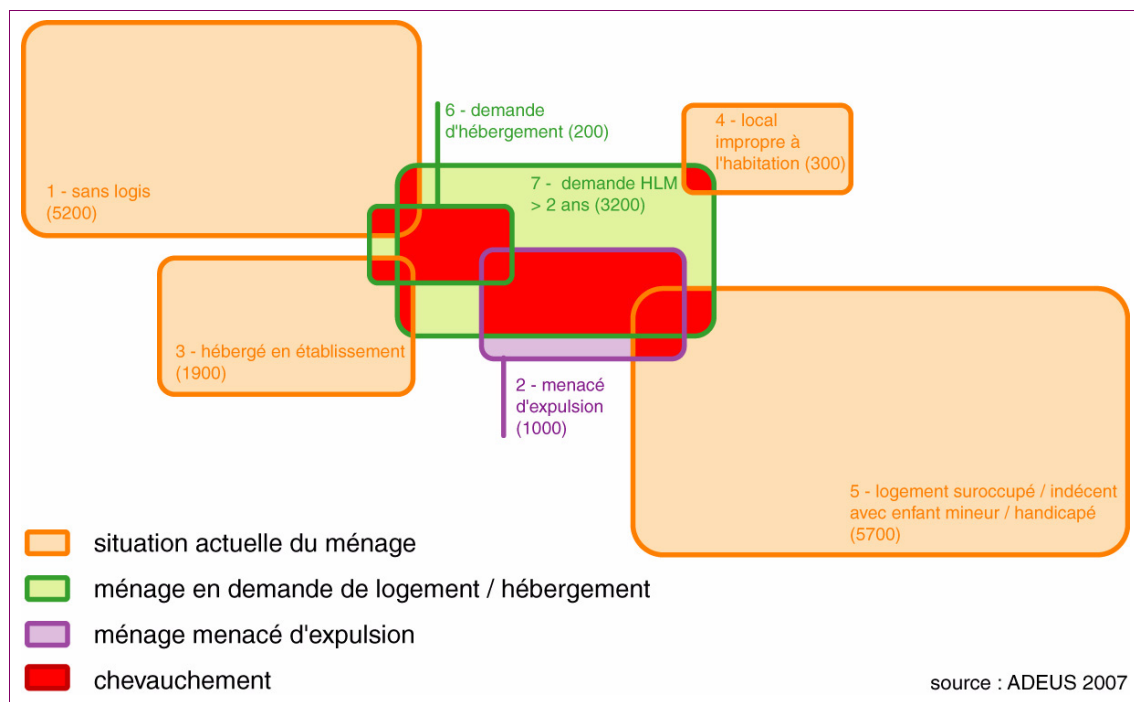 6 - demande
d'hébergement (200)
4 - local
impropre à
l'habitation (300)
1 - sans logis
(5200)
7 - demande HLM
> 2 ans (3200)
3 - hébergé en établissement
(1900)
2 - menacé
d'expulsion
(1000)
5 - logement suroccupé / indécent
avec enfant mineur / handicapé
(5700)
situation actuelle du ménage
ménage en demande de logement / hébergement
ménage menacé d'expulsion
chevauchement
source : ADEUS 2007